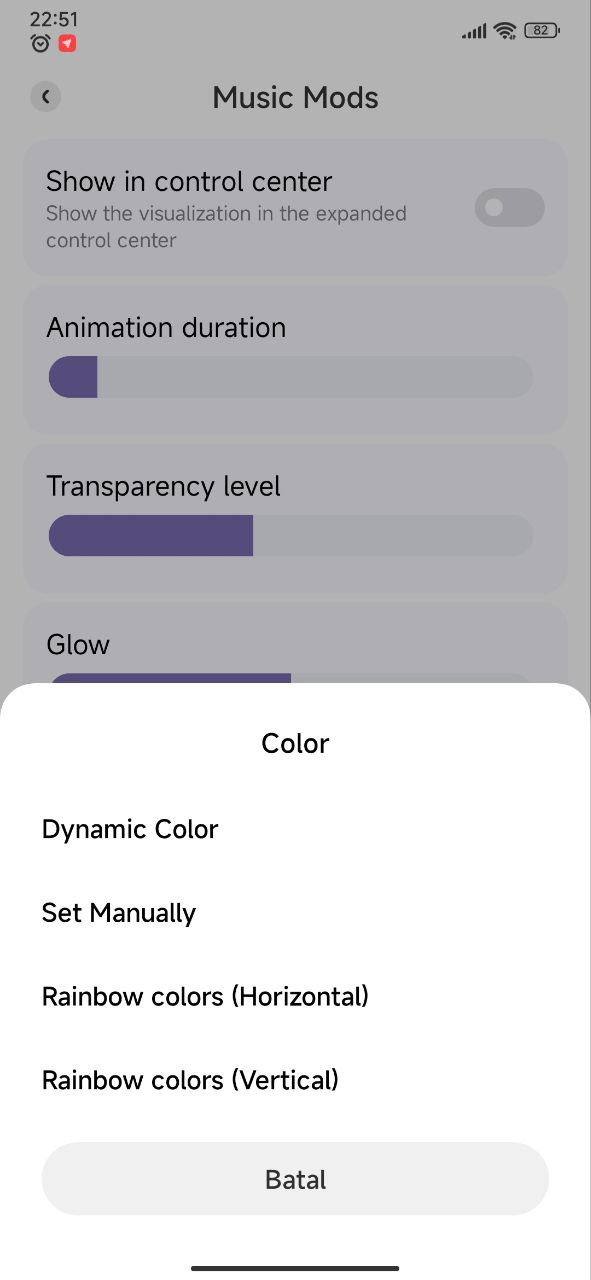 22:51
82
Music Mods
Show in control center
Show the visualization in the expanded
control center
Animation duration
Transparency level
Glow
Color
Dynamic Color
Set Manually
Rainbow colors (Horizontal)
Rainbow colors (Vertical)
Batal